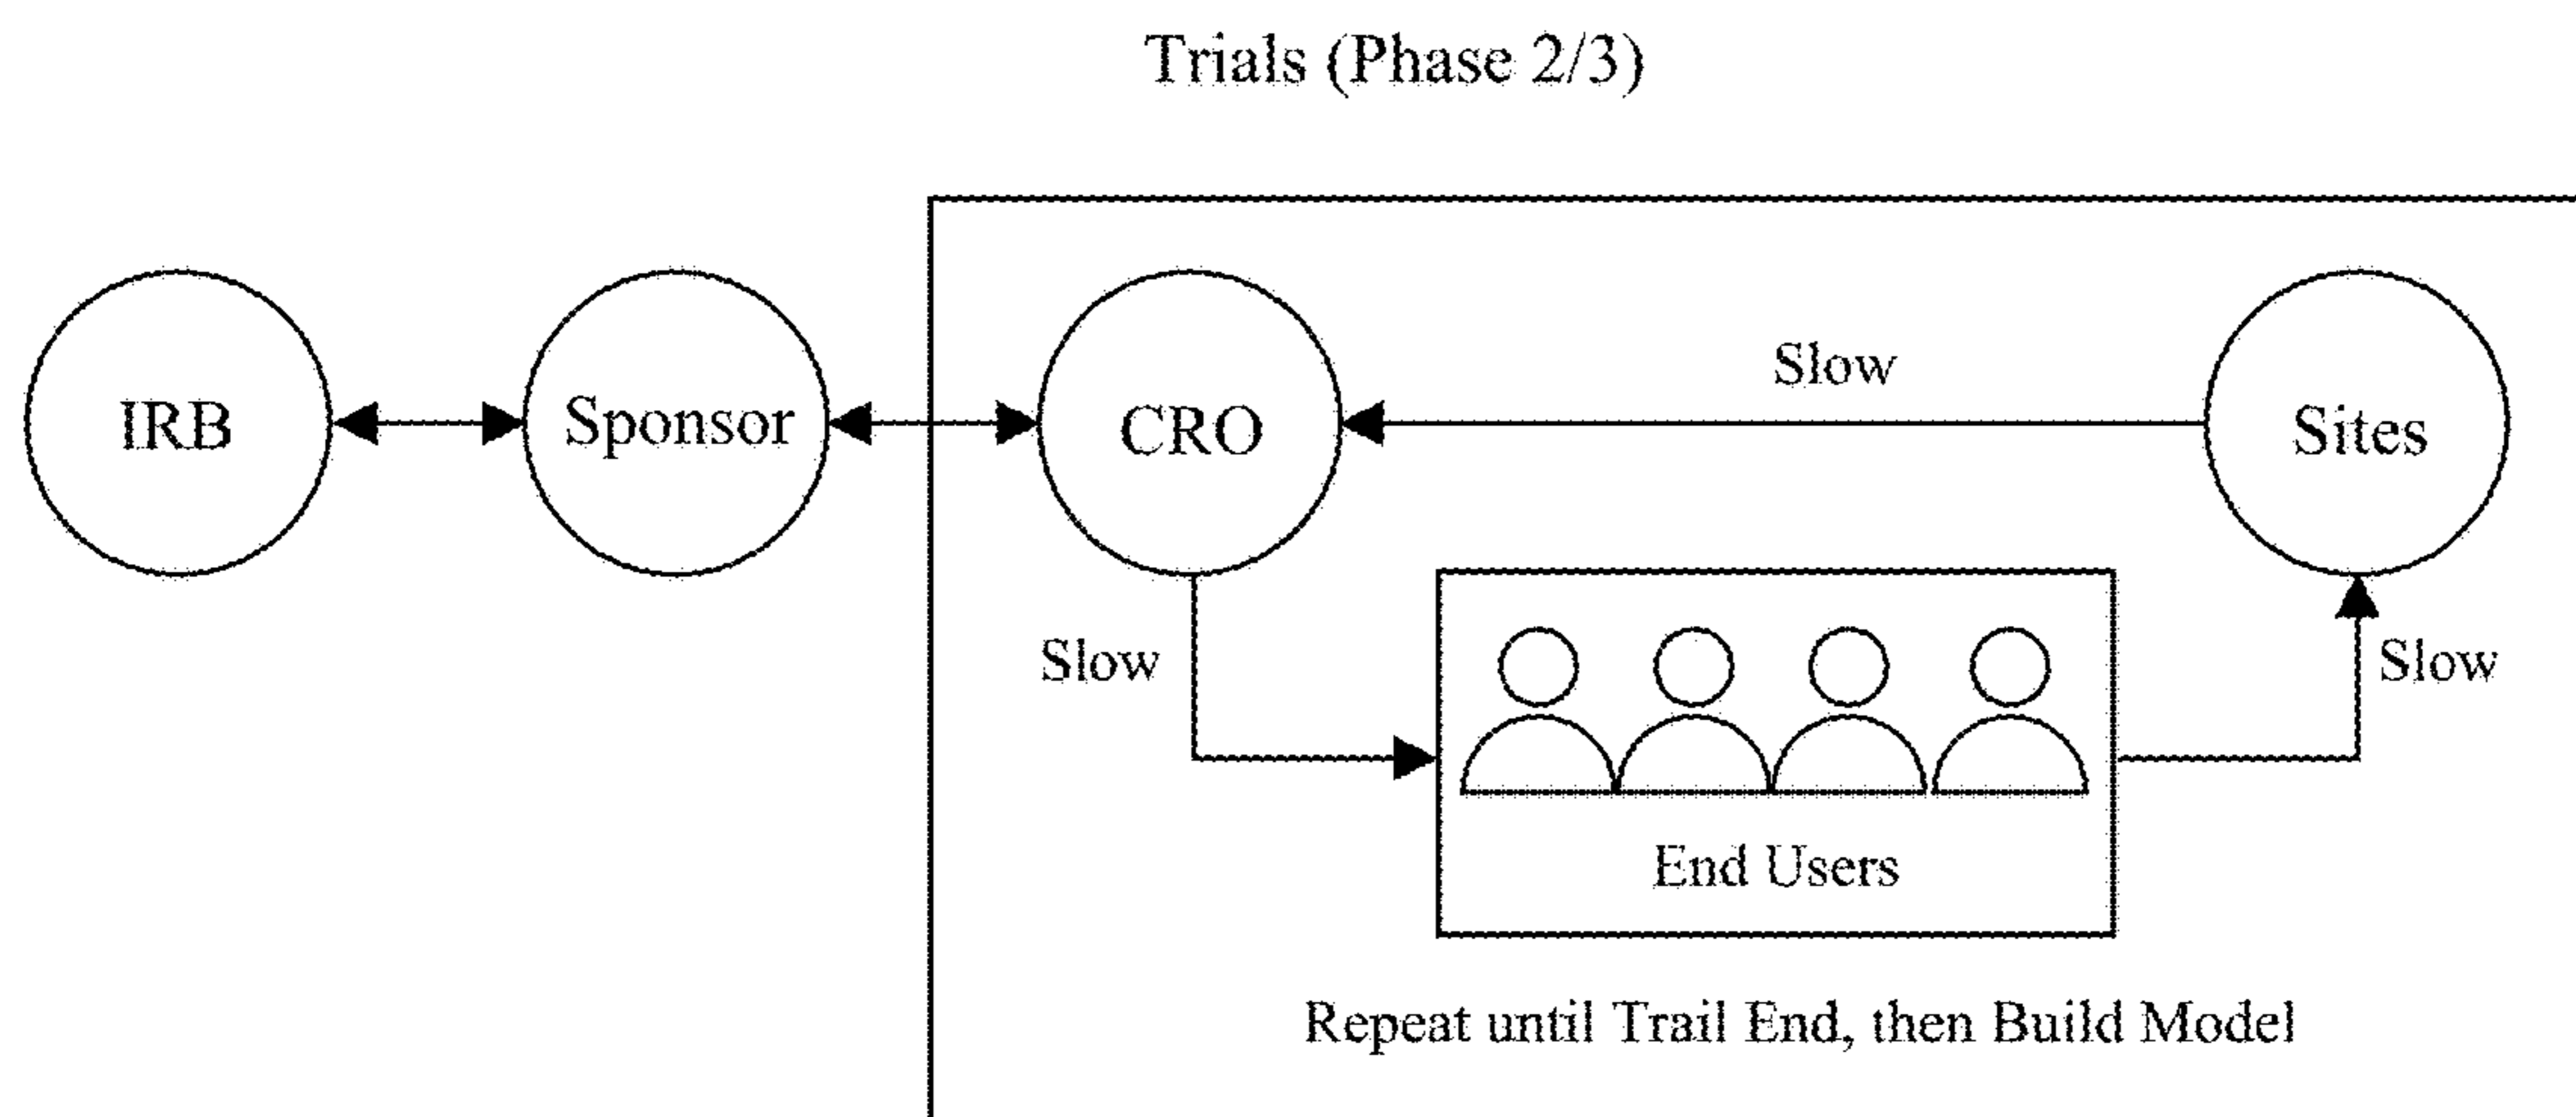 Trials (Phase 2/3)
IRB
Sponsor
CRO
Slow
Sites
Slow
Slow
End Users
Repeat until Trail End, then Build Model